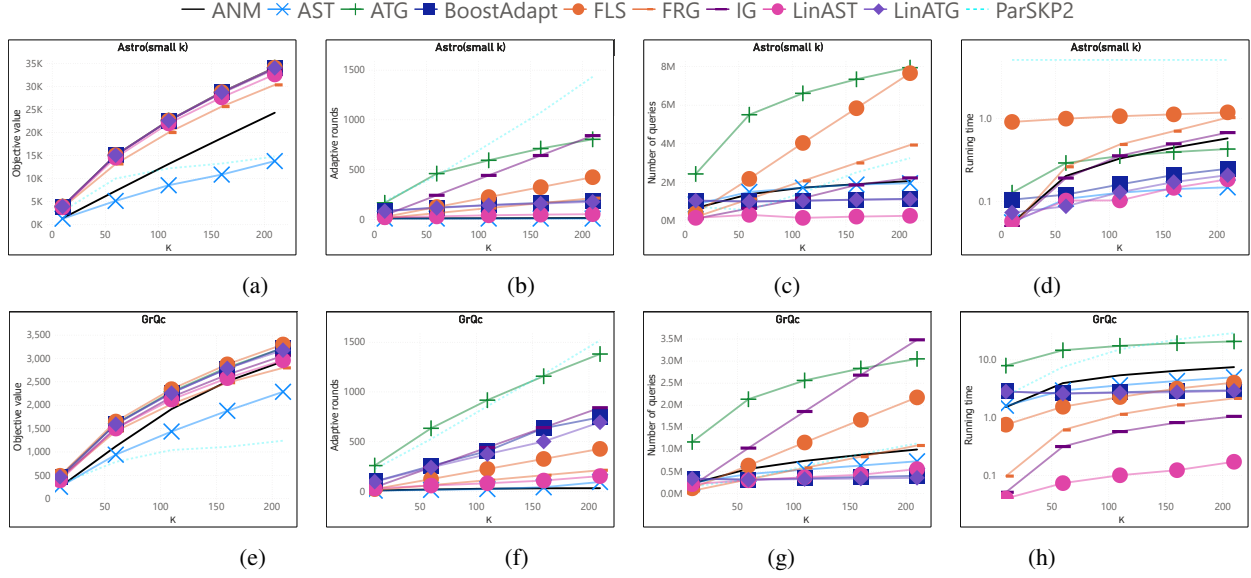 ANM AST ATG BoostAdapt FLS FRG IG LinAST LinATG ParSKP2
Astro(small k)
Objective value
35K
30K
25K
20K
15K
10K
5K
0K
0 50 100 150 200
K
(a)
Astro(small k)
Adaptive rounds
1500
1000
500
0
0 50 100 150 200
K
(b)
Astro(small k)
Number of queries
8M
6M
4M
2M
0M
0 50 100 150 200
K
(c)
Astro(small k)
Running time
1.0
0.1
0 50 100 150 200
K
(d)
GrQc
Objective value
3,500
3,000
2,500
2,000
1,500
1,000
500
0
0 50 100 150 200
K
(e)
GrQc
Adaptive rounds
1500
1000
500
0
0 50 100 150 200
K
(f)
GrQc
Number of queries
3.5M
3.0M
2.5M
2.0M
1.5M
1.0M
0.5M
0.0M
0 50 100 150 200
K
(g)
GrQc
Running time
10.0
1.0
0.1
0 50 100 150 200
K
(h)